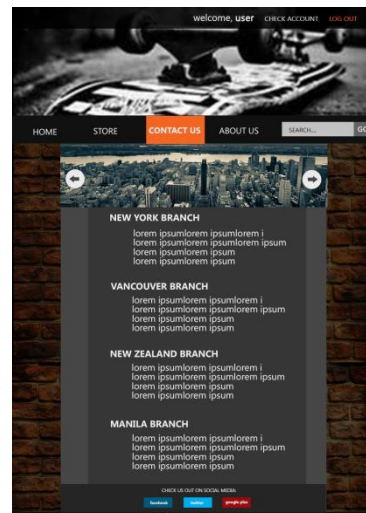 welcome, user CHECK ACCOUNT LOG OUT
HOME STORE CONTACT US ABOUT US SEARCH... GO
NEW YORK BRANCH
lorem ipsumlorem ipsumlorem i
lorem ipsumlorem ipsumlorem ipsum
lorem ipsumlorem ipsum
lorem ipsumlorem ipsum
VANCOUVER BRANCH
lorem ipsumlorem ipsumlorem i
lorem ipsumlorem ipsumlorem ipsum
lorem ipsumlorem ipsum
lorem ipsumlorem ipsum
NEW ZEALAND BRANCH
lorem ipsumlorem ipsumlorem i
lorem ipsumlorem ipsumlorem ipsum
lorem ipsumlorem ipsum
lorem ipsumlorem ipsum
MANILA BRANCH
lorem ipsumlorem ipsumlorem i
lorem ipsumlorem ipsumlorem ipsum
lorem ipsumlorem ipsum
lorem ipsumlorem ipsum
CHECK US OUT ON SOCIAL MEDIA:
facebook twitter google plus